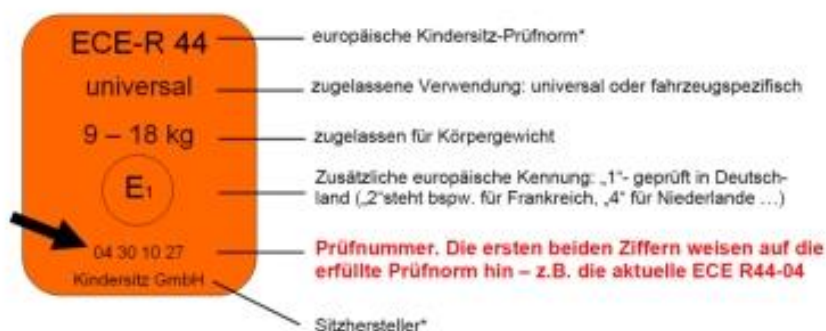 ECE-R 44
europäische Kindersitz-Prüfnorm*
universal
zugelassene Verwendung: universal oder fahrzeugspezifisch
9 – 18 kg
zugelassen für Körpergewicht
E1
Zusätzliche europäische Kennung: „1"- geprüft in Deutsch-
land („2"steht bspw. für Frankreich, „4" für Niederlande ...)
04 30 10 27
Prüfnummer. Die ersten beiden Ziffern weisen auf die
erfüllte Prüfnorm hin – z.B. die aktuelle ECE R44-04
Kindersitz GmbH
Sitzhersteller*